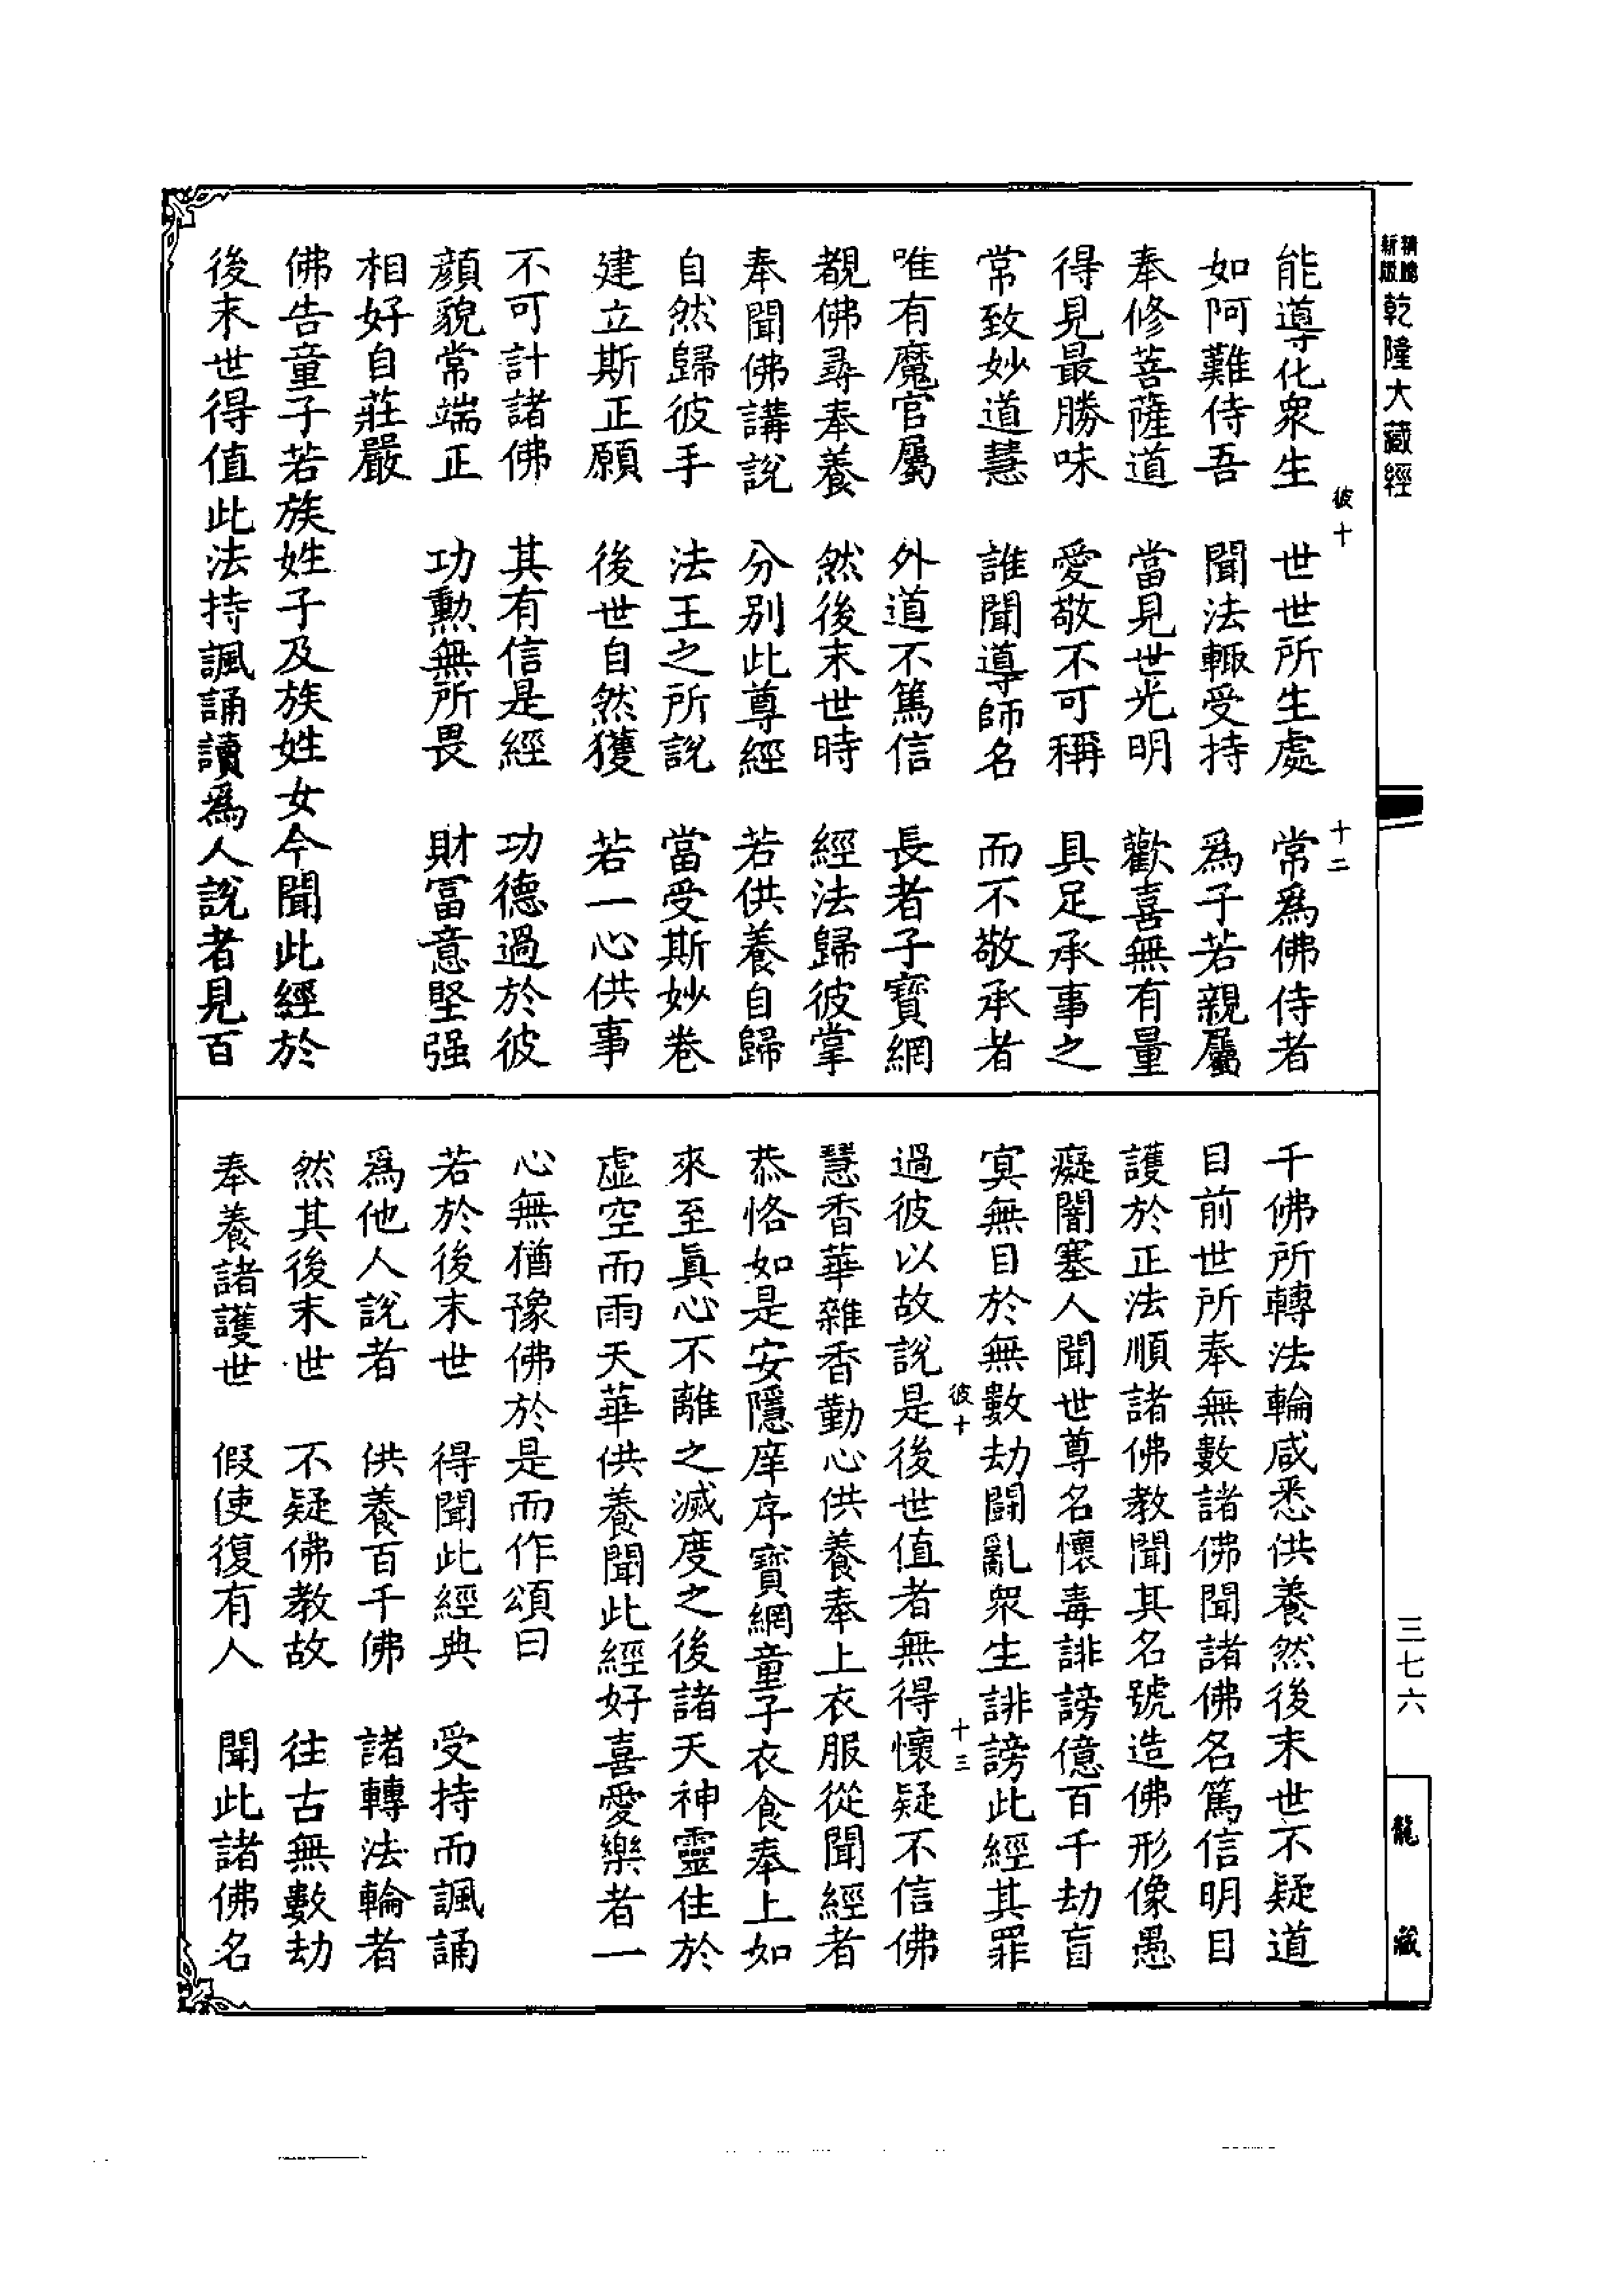 乾隆大藏經
彼十
十二
能導化衆生　世世所生處　常爲佛侍者
如阿難侍吾　聞法輙受持　爲子若親屬
奉修菩薩道　當見世光明　歡喜無有量
得見最勝味　愛敬不可稱　具足承事之
常致妙道慧　誰聞導師名　而不敬承者
唯有魔官屬　外道不篤信　長者子寶網
覩佛尋奉養　然後末世時　經法歸彼掌
奉聞佛講説　分别此尊經　若供養自歸
自然歸彼手　法王之所説　當受斯妙卷
建立斯正願　後世自然獲　若一心供事
不可計諸佛　其有信是經　功德過於彼
顔貌常端正　功勲無所畏　財富意堅强
相好自莊嚴
佛告童子若族姓子及族姓女今聞此經於
後末世得值此法持諷誦讀爲人説者見百
千佛所轉法輪咸悉供養然後末世不疑道
目前世所奉無數諸佛聞諸佛名篤信明目
護於正法順諸佛教聞其名號造佛形像愚
癡闇塞人聞世尊名懷毒誹謗億百千劫盲
冥無目於無數劫鬪亂衆生誹謗此經其罪
彼十
十三
過彼以故説是後世值者無得懷疑不信佛
慧香華雜香勤心供養奉上衣服從聞經者
恭恪如是安隱庠序寶網童子衣食奉上如
來至眞心不離之滅度之後諸天神靈住於
虚空而雨天華供養聞此經好喜愛樂者一
心無猶豫佛於是而作頌曰
若於後末世　得聞此經典　受持而諷誦
爲他人説者　供養百千佛　諸轉法輪者
然其後末世　不疑佛教故　往古無數劫
奉養諸護世　假使復有人　聞此諸佛名
三七六
龍藏